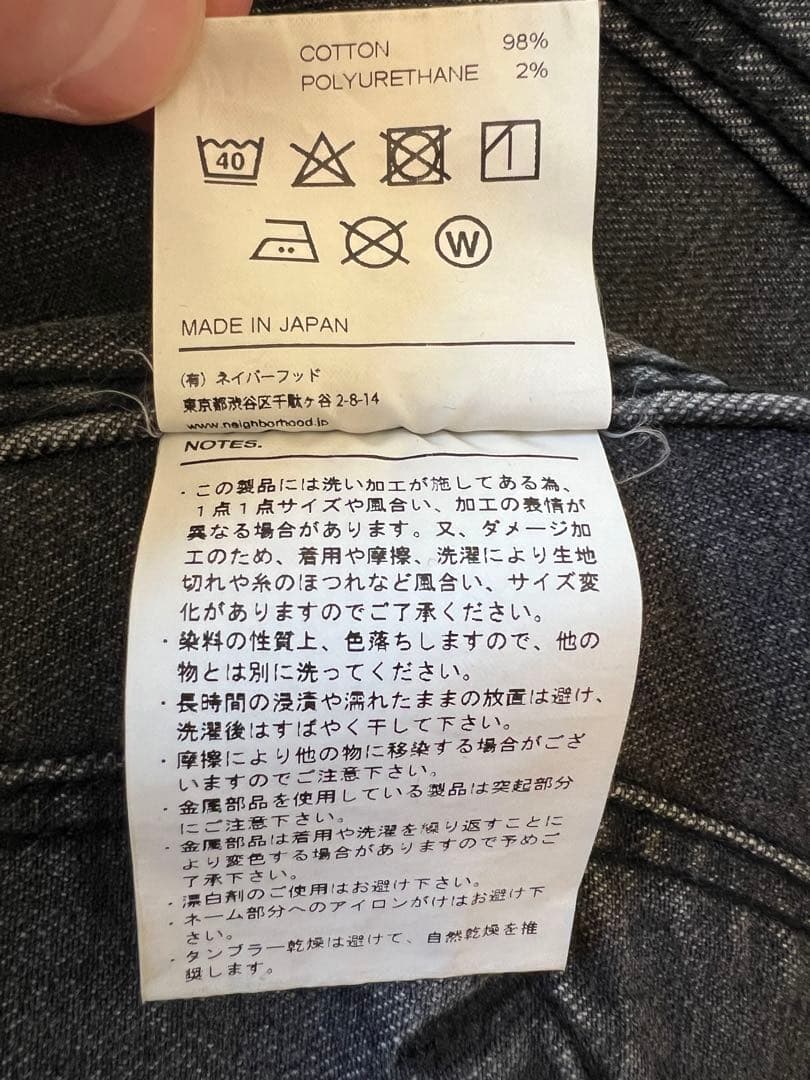 COTTON 98%
POLYURETHANE 2%
40
W
MADE IN JAPAN
(有) ネイバーフッド
東京都渋谷区千駄ヶ谷 2-8-14
www.neighborhood.jp
NOTES.
・この製品には洗い加工が施してある為、
1点1点サイズや風合い、加工の表情が
異なる場合があります。又、ダメージ加
工のため、着用や摩擦、洗濯により生地
切れや糸のほつれなど風合い、サイズ変
化がありますのでご了承ください。
・染料の性質上、色落ちしますので、他の
物とは別に洗ってください。
・長時間の浸漬や濡れたままの放置は避け、
洗濯後はすばやく干して下さい。
・摩擦により他の物に移染する場合がござ
いますのでご注意下さい。
・金属部品を使用している製品は突起部分
にご注意下さい。
・金属部品は着用や洗濯を繰り返すことに
より変色する場合がありますので予めご
了承下さい。
・漂白剤のご使用はお避け下さい。
・ネーム部分へのアイロンがけはお避け下
さい。
・タンブラー乾燥は避けて、自然乾燥を推
奨します。